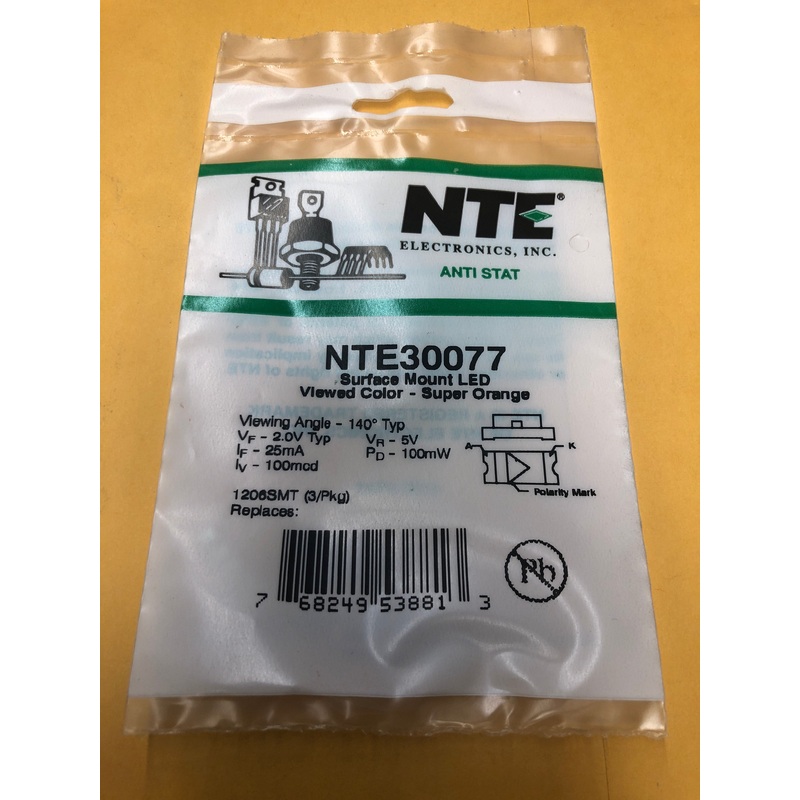 NTE®
ELECTRONICS, INC.
ANTI STAT
NTE30077
Surface Mount LED
Viewed Color - Super Orange
Viewing Angle - 140° Typ
VF - 2.0V Typ VR - 5V
IF - 25mA PD - 100mW
IV - 100mcd
A K
Polarity Mark
1206SMT (3/Pkg)
Replaces:
7 68249 53881 3
Pb